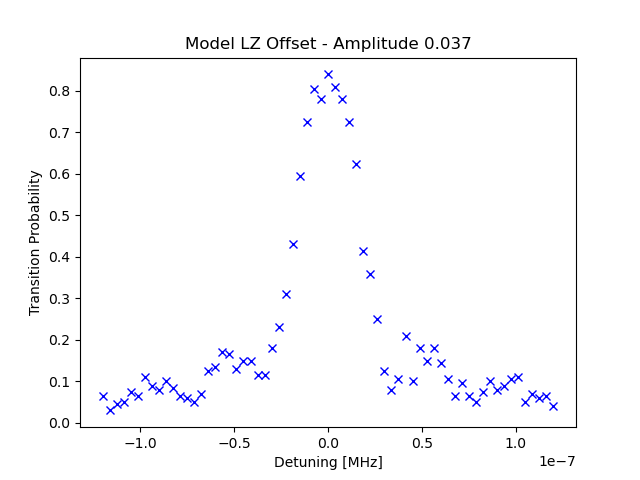 Model LZ Offset - Amplitude 0.037
Transition Probability
0.8
0.7
0.6
0.5
0.4
0.3
0.2
0.1
0.0
−1.0 −0.5 0.0 0.5 1.0
Detuning [MHz] 1e−7